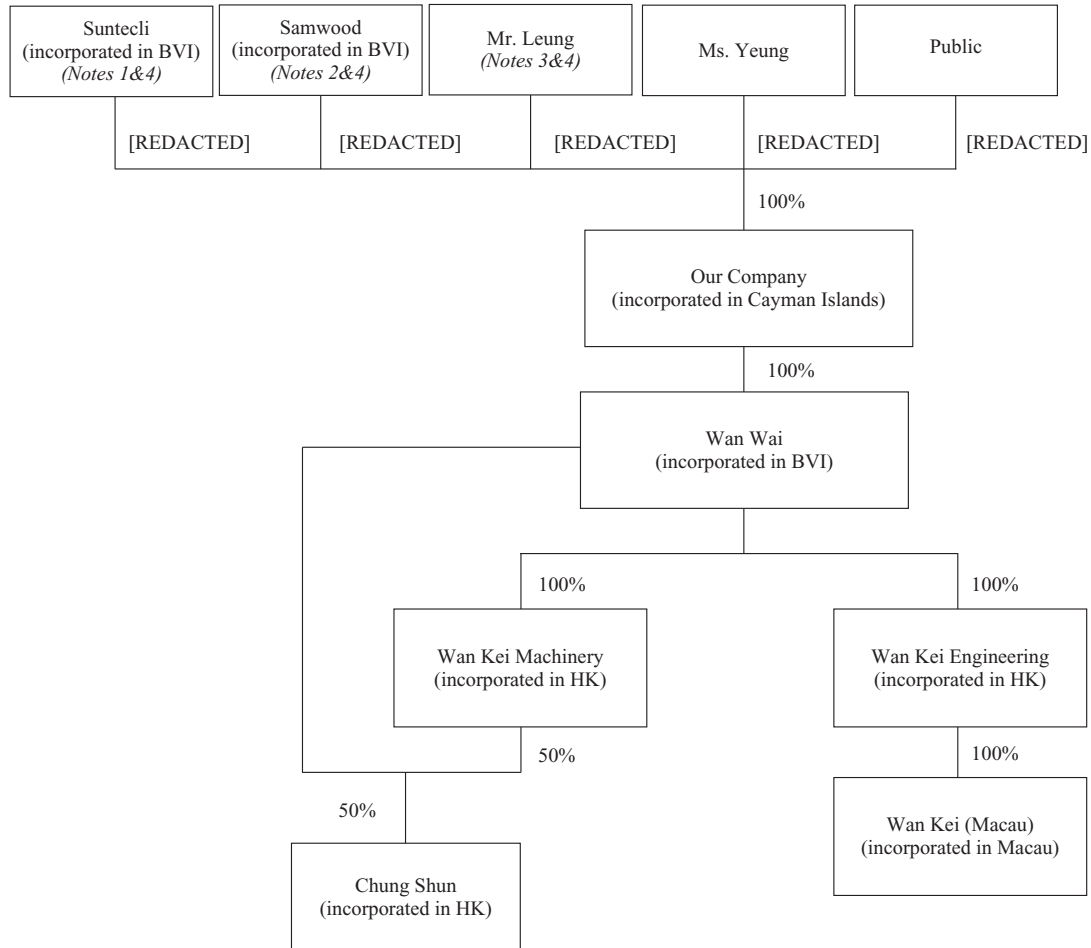 Suntecli
(incorporated in BVI)
(Notes 1&4)
Samwood
(incorporated in BVI)
(Notes 2&4)
Mr. Leung
(Notes 3&4)
Ms. Yeung
Public
[REDACTED]
[REDACTED]
[REDACTED]
[REDACTED]
[REDACTED]
100%
Our Company
(incorporated in Cayman Islands)
100%
Wan Wai
(incorporated in BVI)
100%
100%
Wan Kei Machinery
(incorporated in HK)
Wan Kei Engineering
(incorporated in HK)
50%
100%
50%
Wan Kei (Macau)
(incorporated in Macau)
Chung Shun
(incorporated in HK)